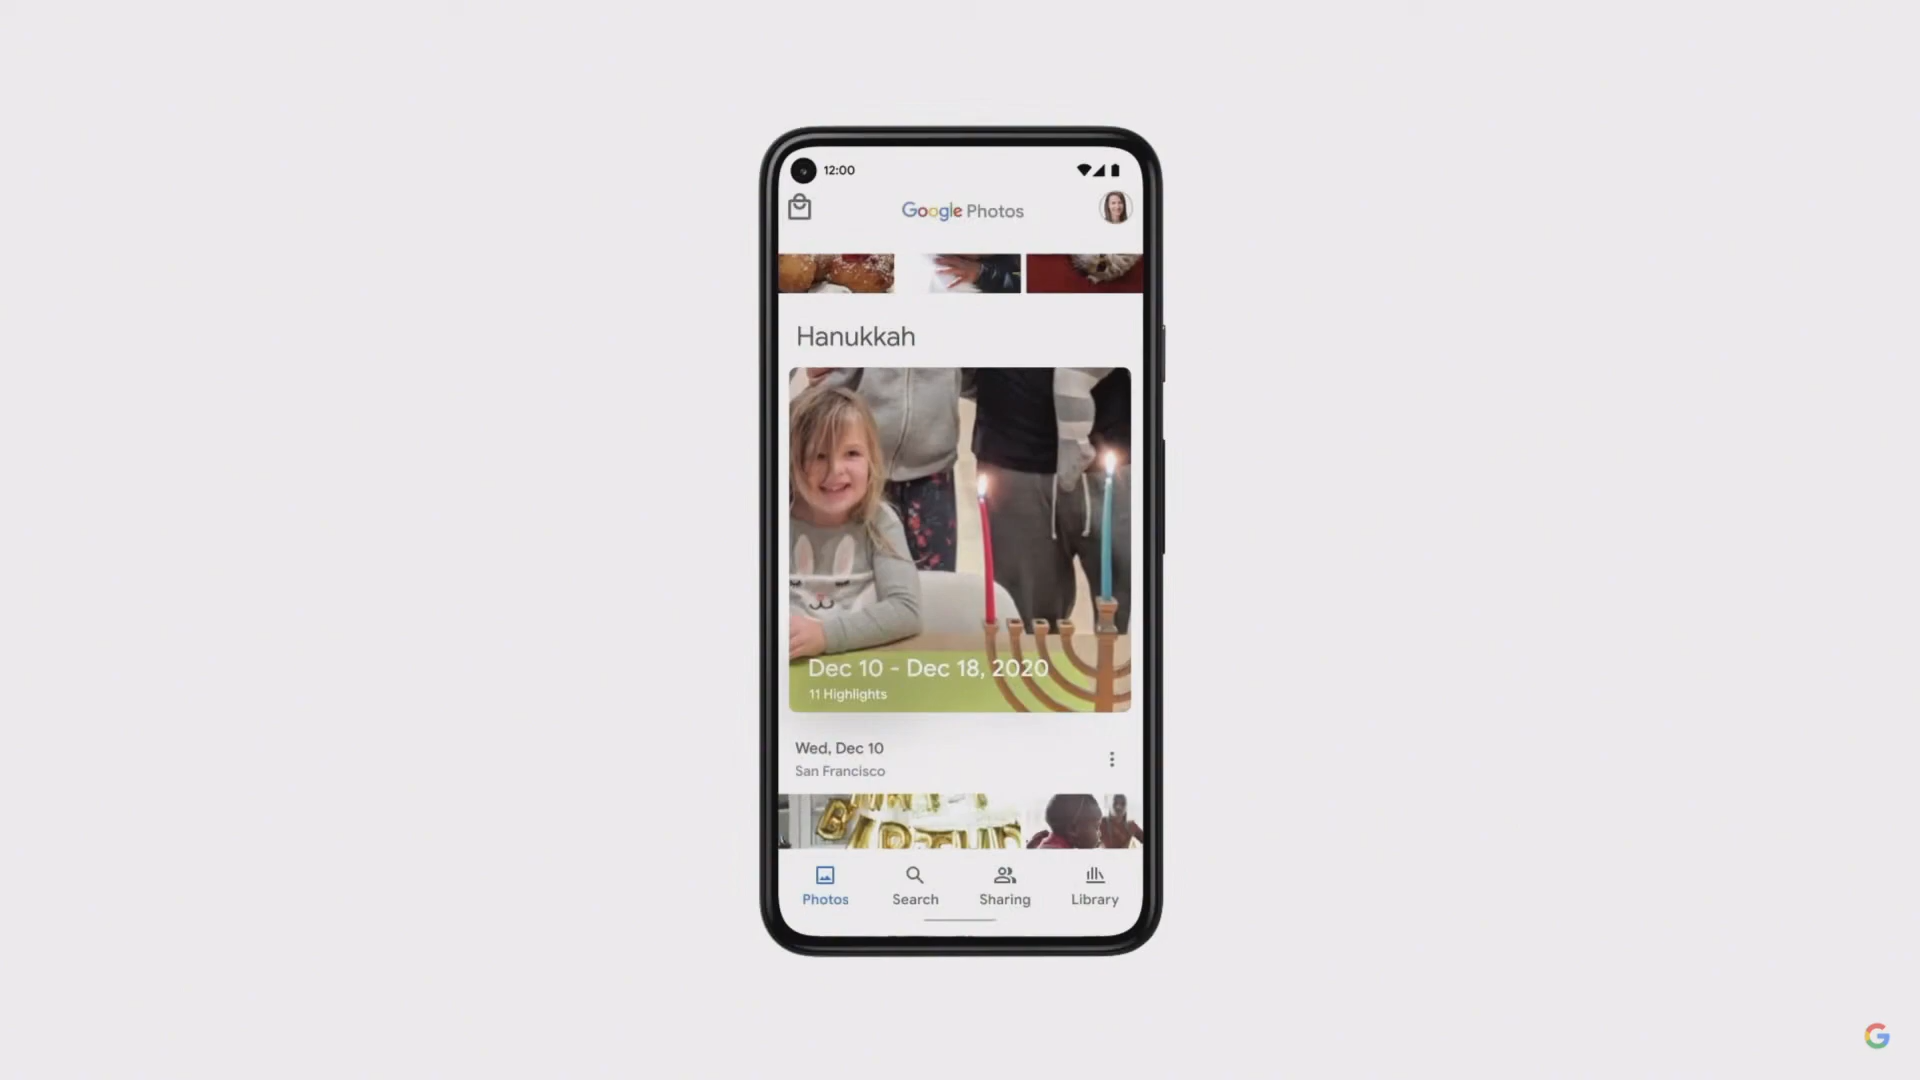 12:00
Google Photos
Hanukkah
Dec 10 - Dec 18, 2020
11 Highlights
Wed, Dec 10
San Francisco
Photos
Search
Sharing
Library
G